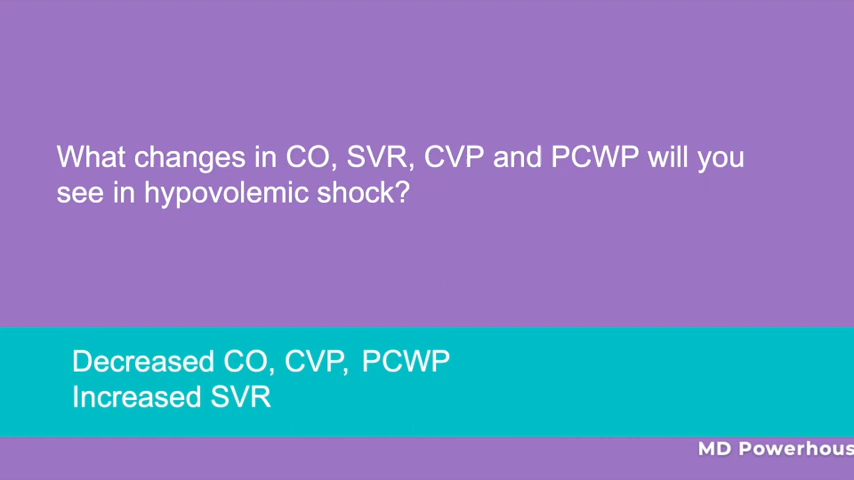 What changes in CO, SVR, CVP and PCWP will you
see in hypovolemic shock?
Decreased CO, CVP, PCWP
Increased SVR
MD Powerhous